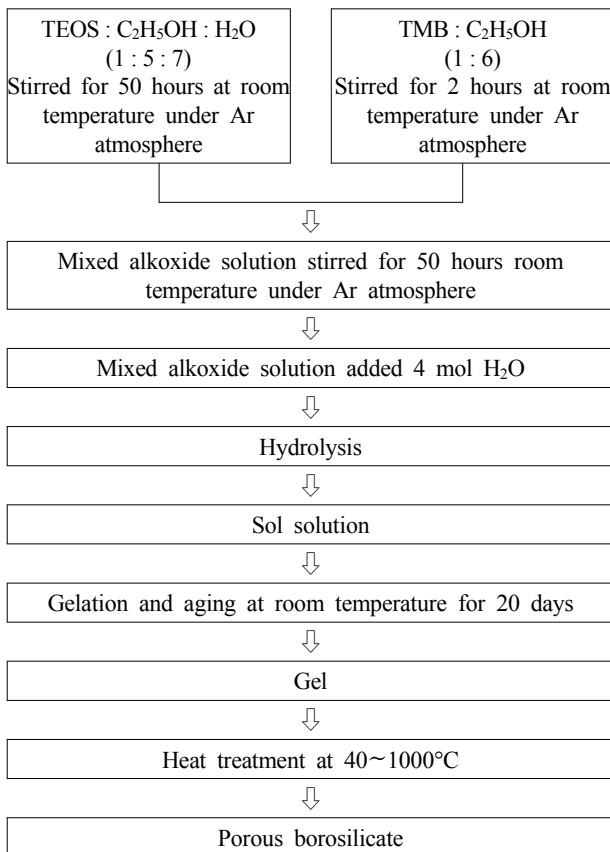 TEOS : C₂H₅OH : H₂O
(1 : 5 : 7)
Stirred for 50 hours at room
temperature under Ar
atmosphere
TMB : C₂H₅OH
(1 : 6)
Stirred for 2 hours at room
temperature under Ar
atmosphere
⇩
Mixed alkoxide solution stirred for 50 hours room
temperature under Ar atmosphere
⇩
Mixed alkoxide solution added 4 mol H₂O
⇩
Hydrolysis
⇩
Sol solution
⇩
Gelation and aging at room temperature for 20 days
⇩
Gel
⇩
Heat treatment at 40~1000°C
⇩
Porous borosilicate